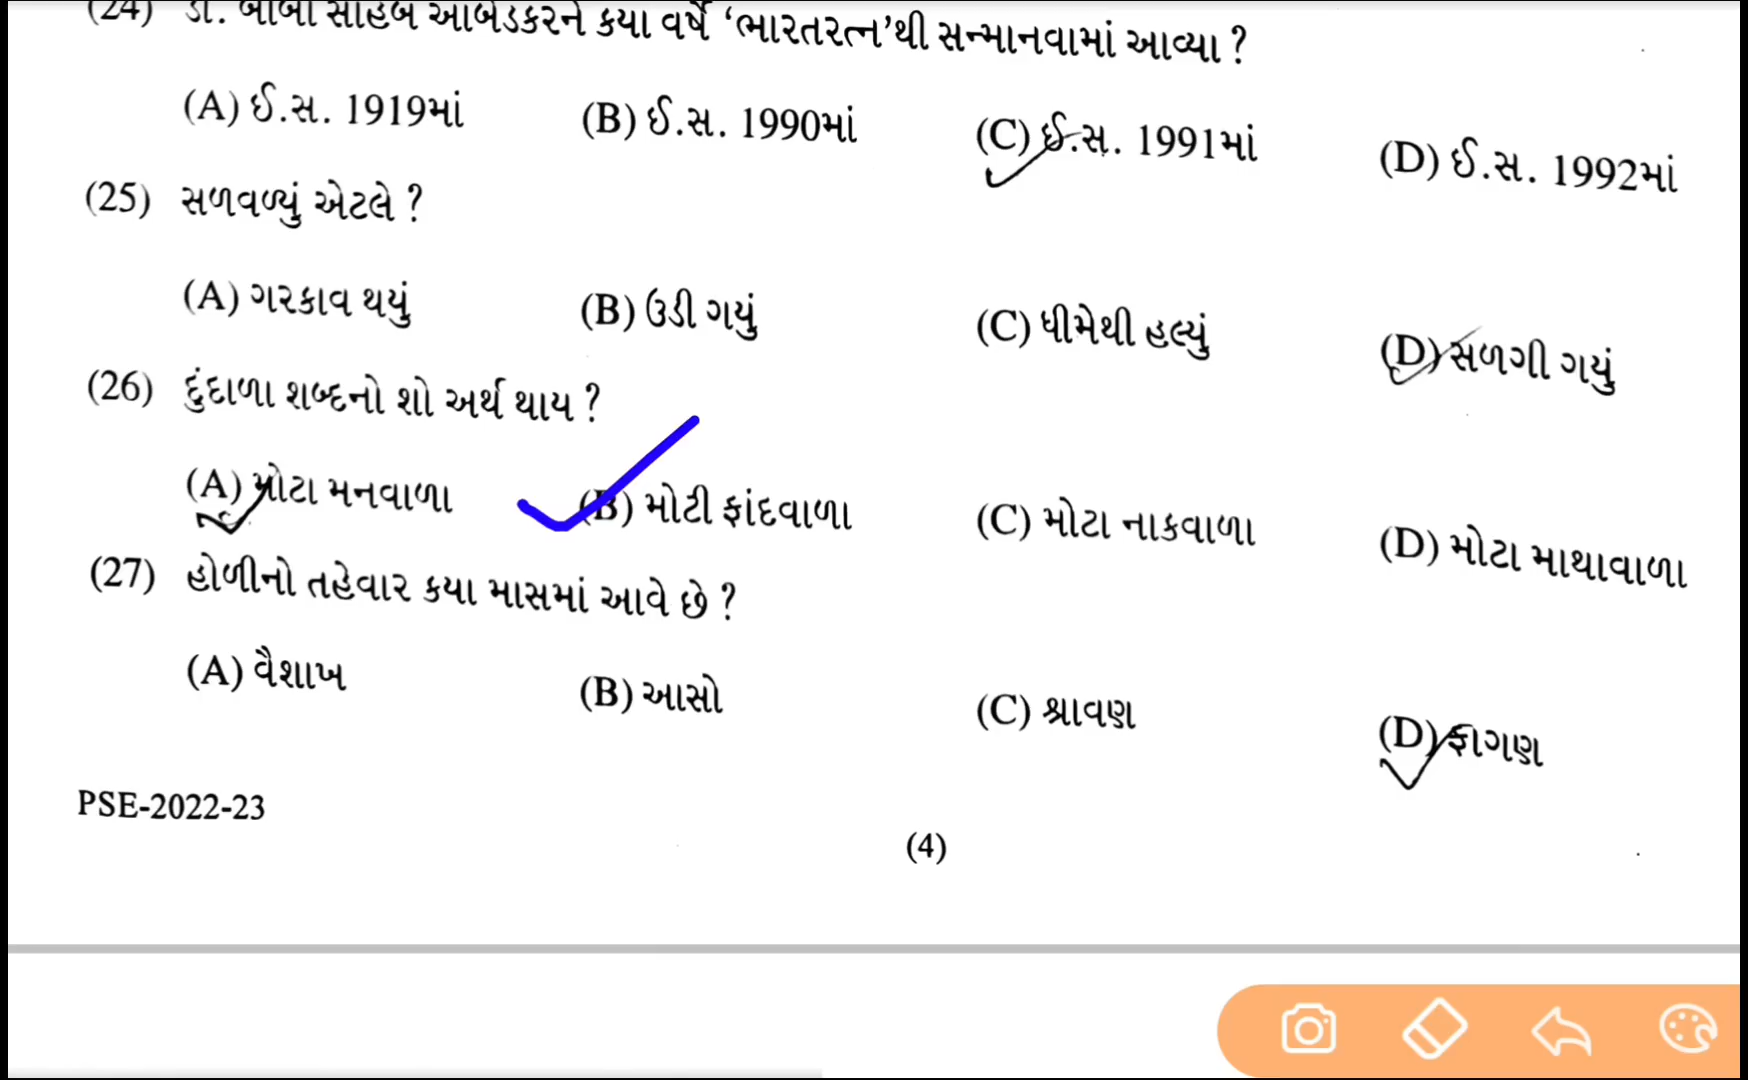 (24) ડૉ. બાબા સાહેબ આંબેડકરને કયા વર્ષે ‘ભારતરત્ન’થી સન્માનવામાં આવ્યા ?
(A) ઈ.સ. 1919માં (B) ઈ.સ. 1990માં (C) ઈ.સ. 1991માં (D) ઈ.સ. 1992માં
(25) સળવળ્યું એટલે ?
(A) ગરકાવ થયું (B) ઉડી ગયું (C) ધીમેથી હલ્યું (D) સળગી ગયું
(26) દુંદાળા શબ્દનો શો અર્થ થાય ?
(A) મોટા મનવાળા (B) મોટી ફાંદવાળા (C) મોટા નાકવાળા (D) મોટા માથાવાળા
(27) હોળીનો તહેવાર કયા માસમાં આવે છે ?
(A) વૈશાખ (B) આસો (C) શ્રાવણ (D) ફાગણ
PSE-2022-23
(4)